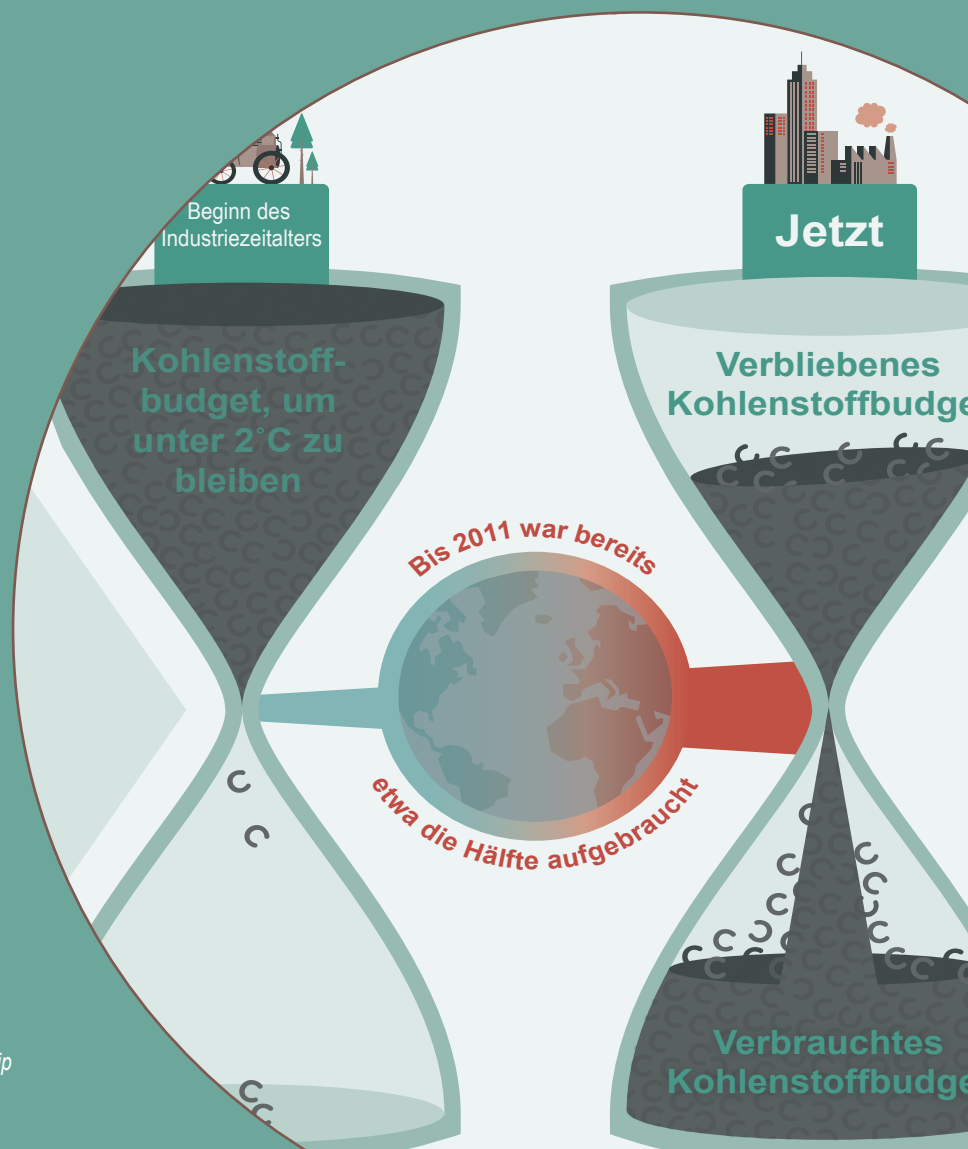 Beginn des
Industriezeitalters
Jetzt
Kohlenstoff-
budget, um
unter 2°C zu
bleiben
Verbliebenes
Bis 2011 war bereits
etwa die Hälfte aufgebraucht
Verbrauchtes